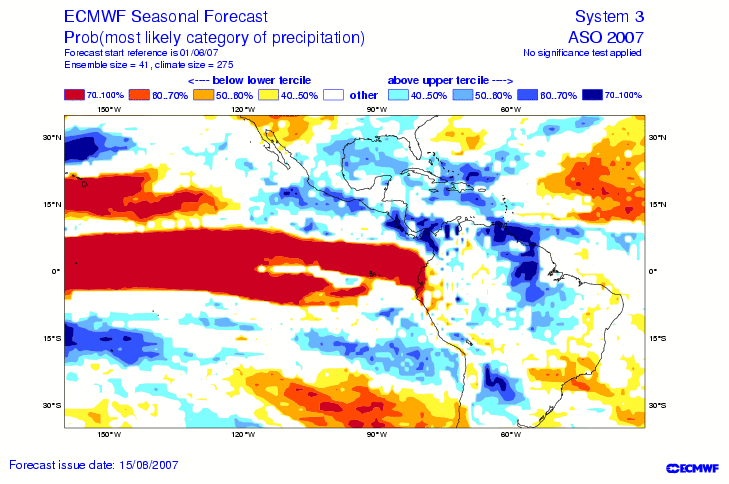 ECMWF Seasonal Forecast System 3
Prob(most likely category of precipitation) ASO 2007
Forecast start reference is 01/06/07 No significance test applied
Ensemble size = 41, climate size = 275
<---- below lower tercile above upper tercile ---->
70..100% 60..70% 50..60% 40..50% other 40..50% 50..60% 60..70% 70..100%
150°W 120°W 90°W 60°W
30°N 30°N
15°N 15°N
0° 0°
15°S 15°S
30°S 30°S
150°W 120°W 90°W 60°W
Forecast issue date: 15/08/2007
ECMWF